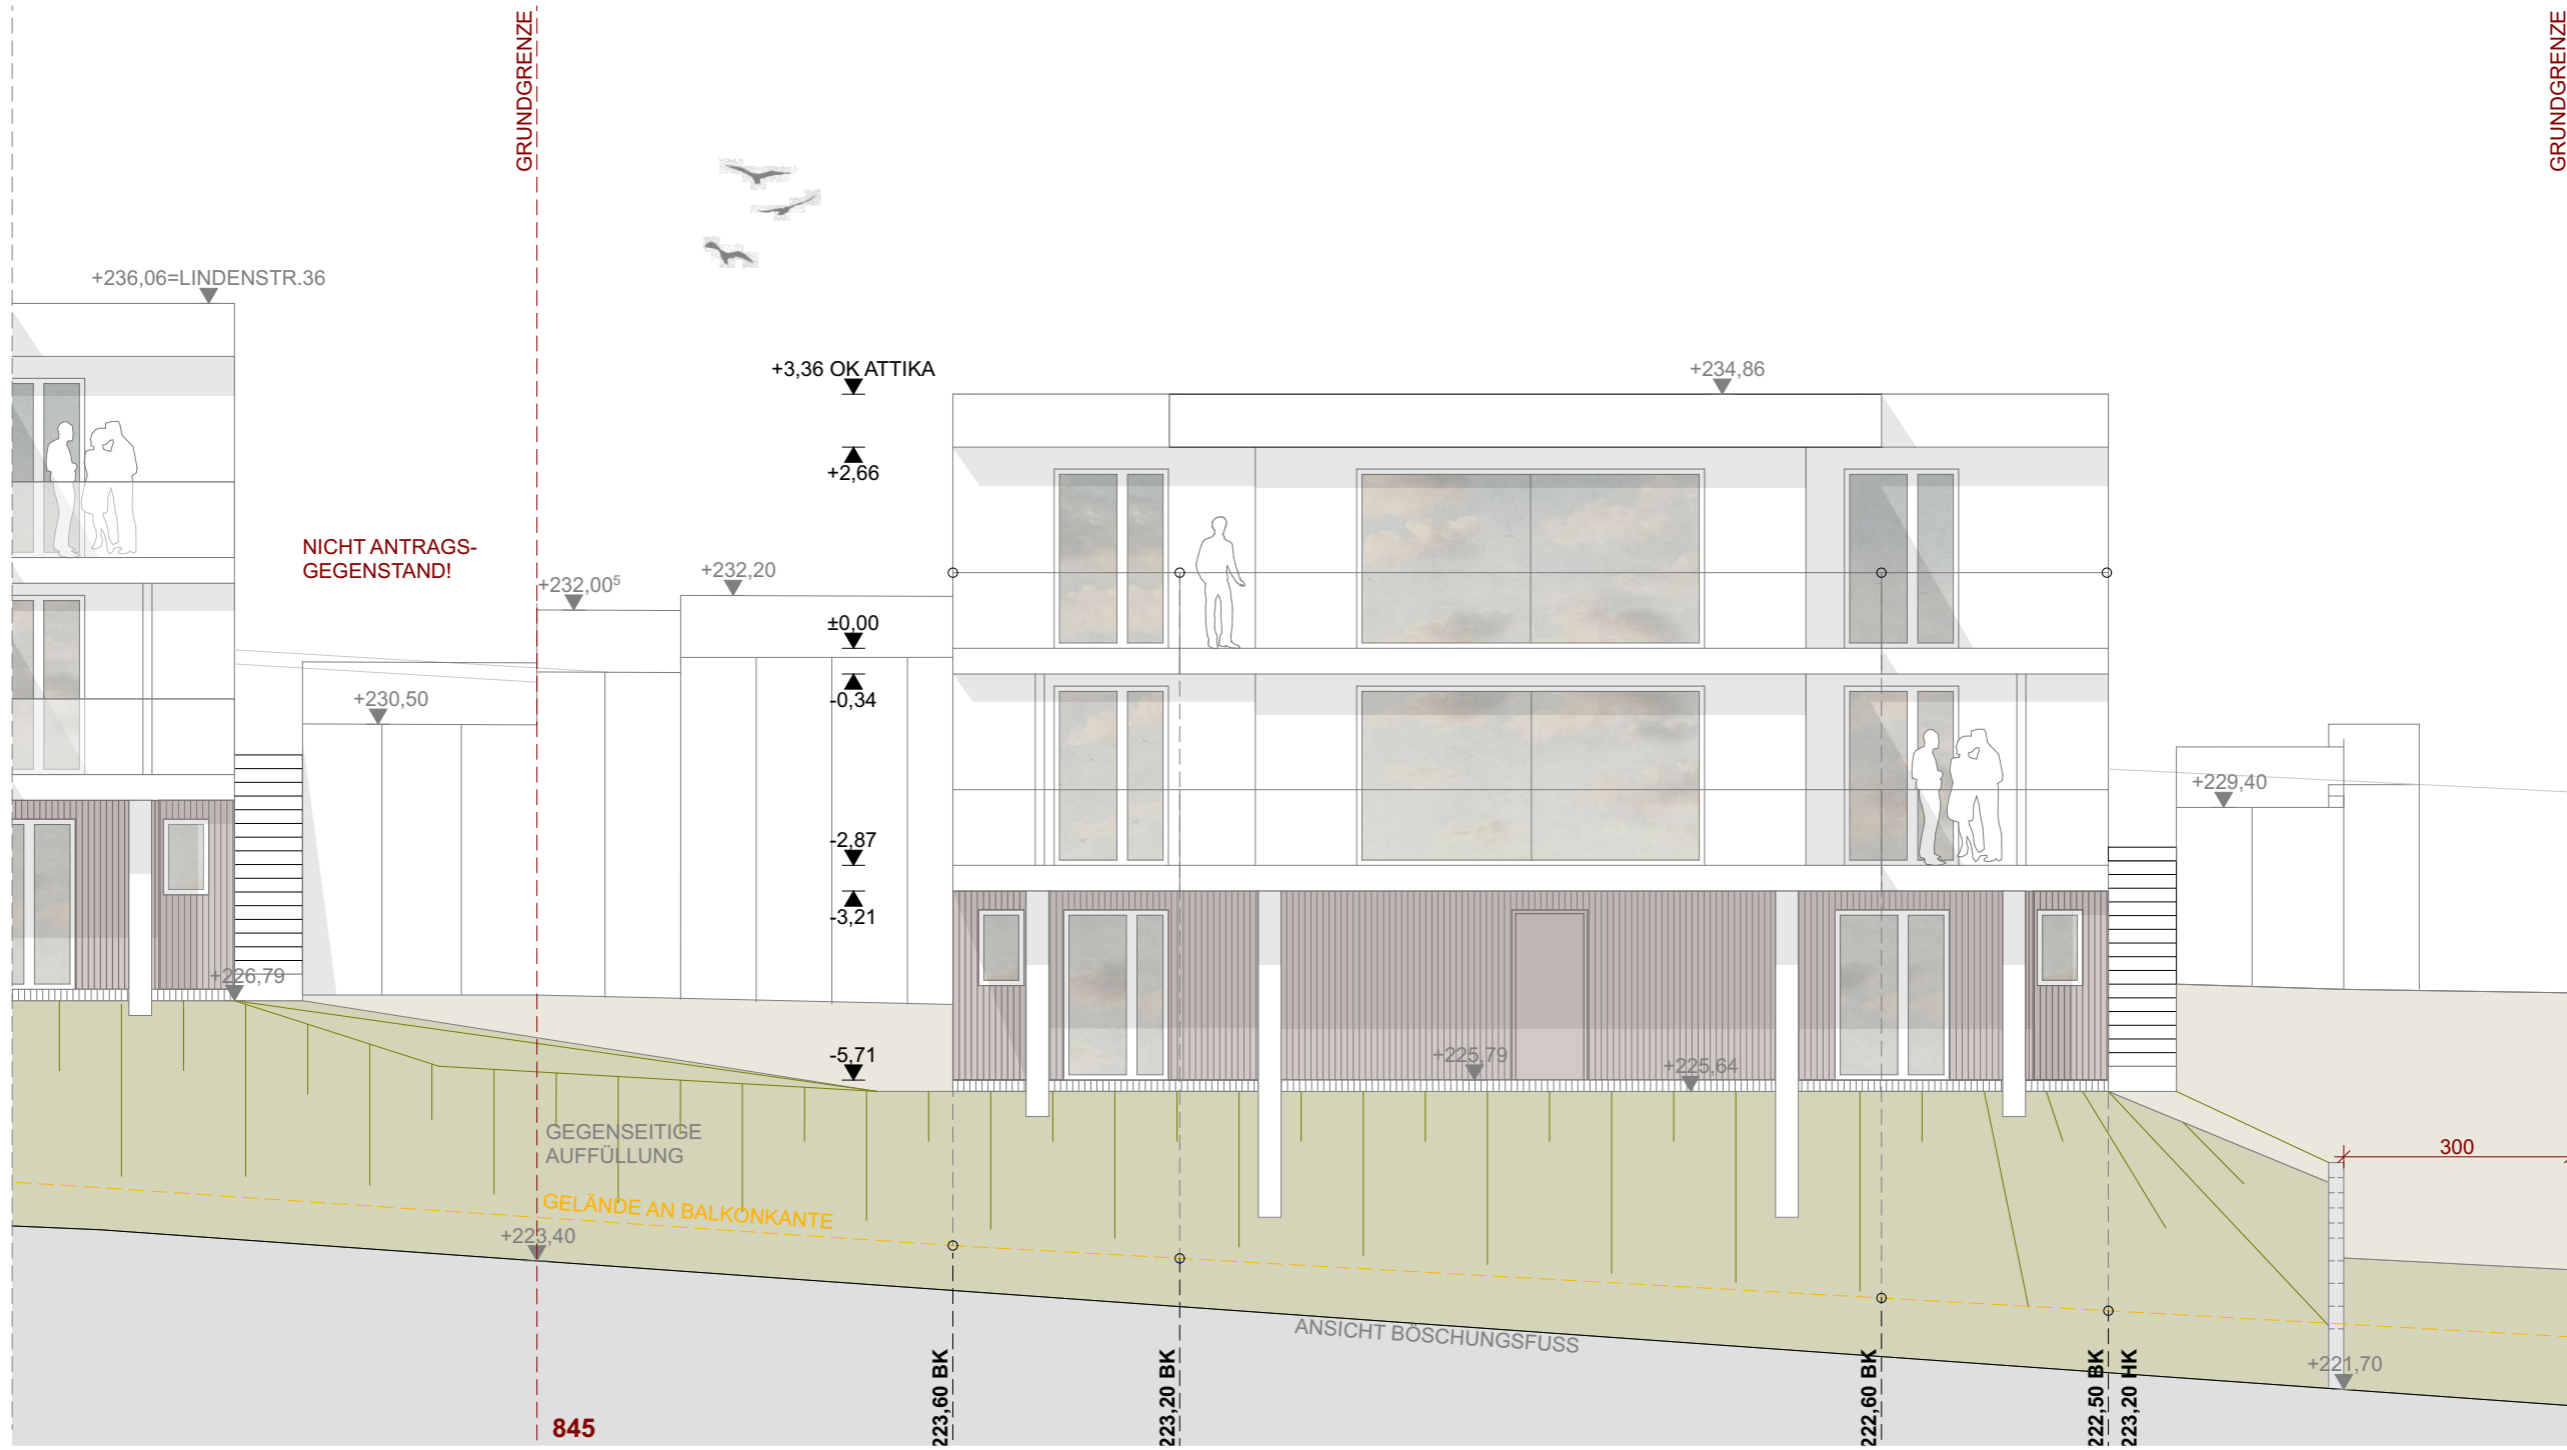 GRUNDGRENZE
GRUNDGRENZE
+236,06=LINDENSTR.36
+3,36 OK ATTIKA
+234,86
+2,66
NICHT ANTRAGS-
GEGENSTAND!
+232,00⁵
+232,20
±0,00
+230,50
-0,34
+229,40
-2,87
-3,21
+226,79
-5,71
+225,79
+225,64
GEGENSEITIGE
AUFFÜLLUNG
300
GELÄNDE AN BALKONKANTE
+223,40
ANSICHT BÖSCHUNGSFUSS
+221,70
845
223,60 BK
223,20 BK
222,60 BK
222,50 BK
223,20 HK